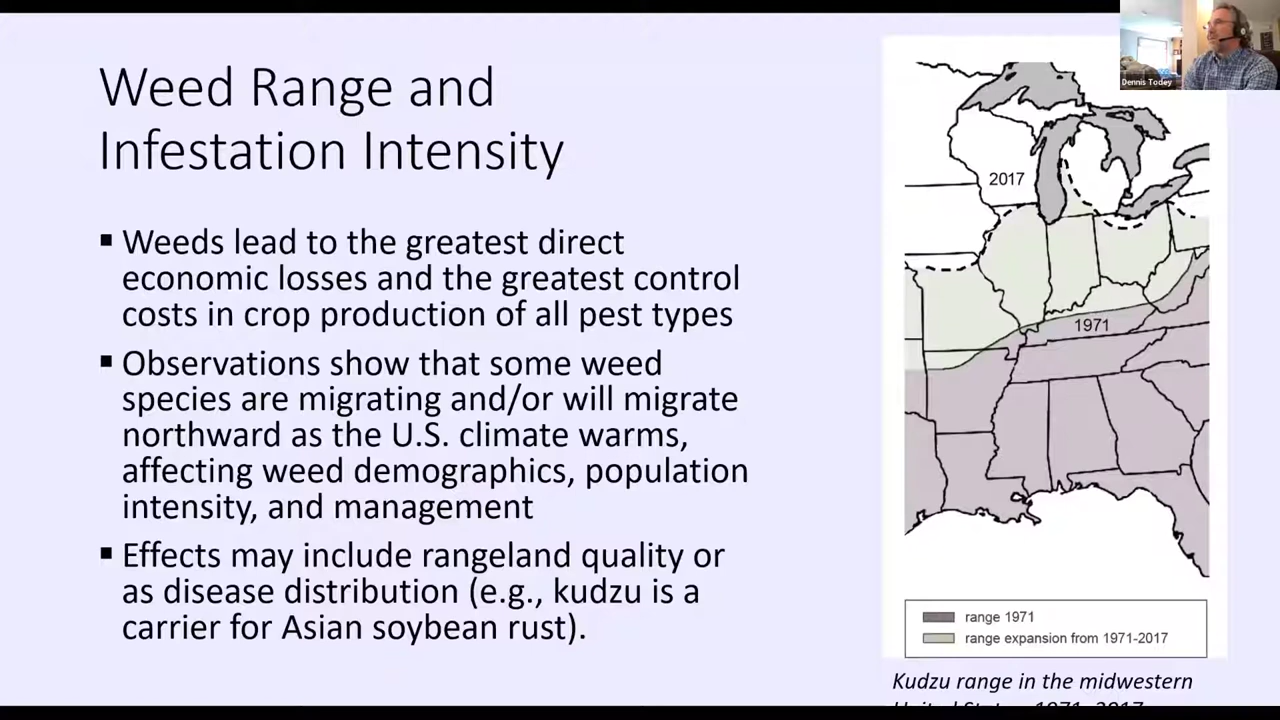 Weed Range and
Infestation Intensity
▪ Weeds lead to the greatest direct
economic losses and the greatest control
costs in crop production of all pest types
▪ Observations show that some weed
species are migrating and/or will migrate
northward as the U.S. climate warms,
affecting weed demographics, population
intensity, and management
▪ Effects may include rangeland quality or
as disease distribution (e.g., kudzu is a
carrier for Asian soybean rust).
Dennis Todey
2017
1971
range 1971
range expansion from 1971-2017
Kudzu range in the midwestern
United States, 1971–2017